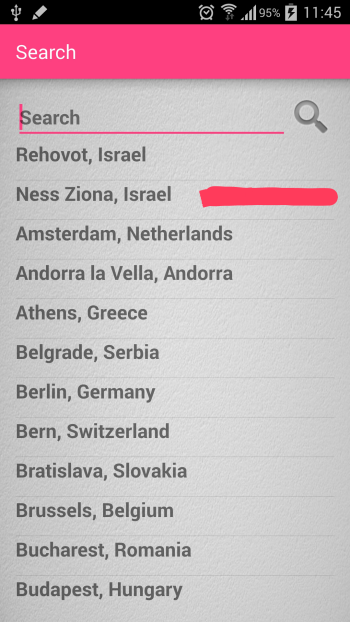 95% 11:45
Search
Search
Rehovot, Israel
Ness Ziona, Israel
Amsterdam, Netherlands
Andorra la Vella, Andorra
Athens, Greece
Belgrade, Serbia
Berlin, Germany
Bern, Switzerland
Bratislava, Slovakia
Brussels, Belgium
Bucharest, Romania
Budapest, Hungary